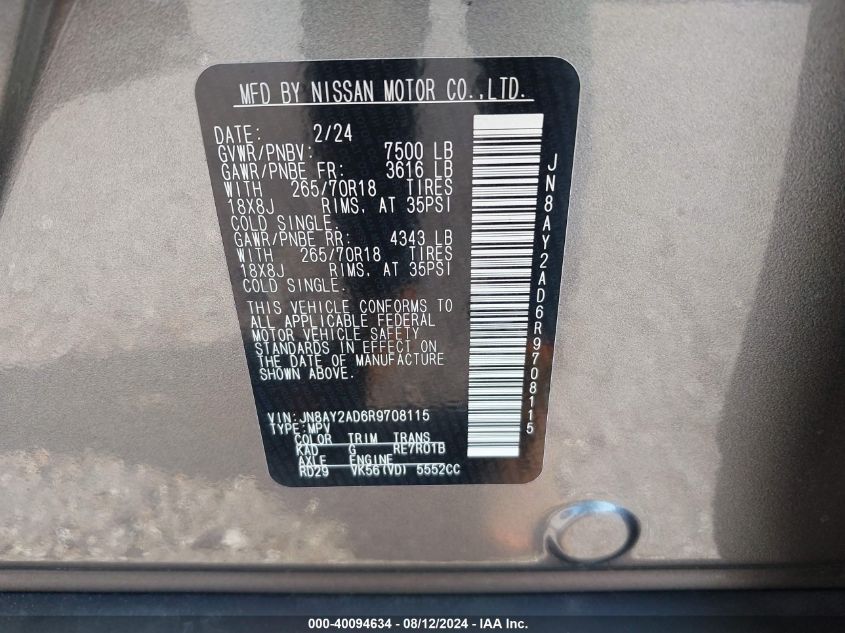 MFD BY NISSAN MOTOR CO.,LTD.
DATE: 2/24
GVWR/PNBV: 7500 LB
GAWR/PNBE FR: 3616 LB
WITH 265/70R18 TIRES
18X8J RIMS. AT 35PSI
COLD SINGLE.
GAWR/PNBE RR: 4343 LB
WITH 265/70R18 TIRES
18X8J RIMS. AT 35PSI
COLD SINGLE.
THIS VEHICLE CONFORMS TO
ALL APPLICABLE FEDERAL
MOTOR VEHICLE SAFETY
STANDARDS IN EFFECT ON
THE DATE OF MANUFACTURE
SHOWN ABOVE.
VIN:JN8AY2AD6R9708115
TYPE:MPV
COLOR TRIM TRANS
KAD G RE7R01B
AXLE ENGINE
RD29 VK56(VD) 5552CC
JN8AY2AD6R9708115
000-40094634 - 08/12/2024 - IAA Inc.